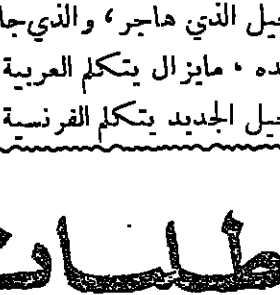 يل الذي هاجر ، والذي جا
ده ، مايزال يتكلم العربية
يل الجديد يتكلم الفرنسية